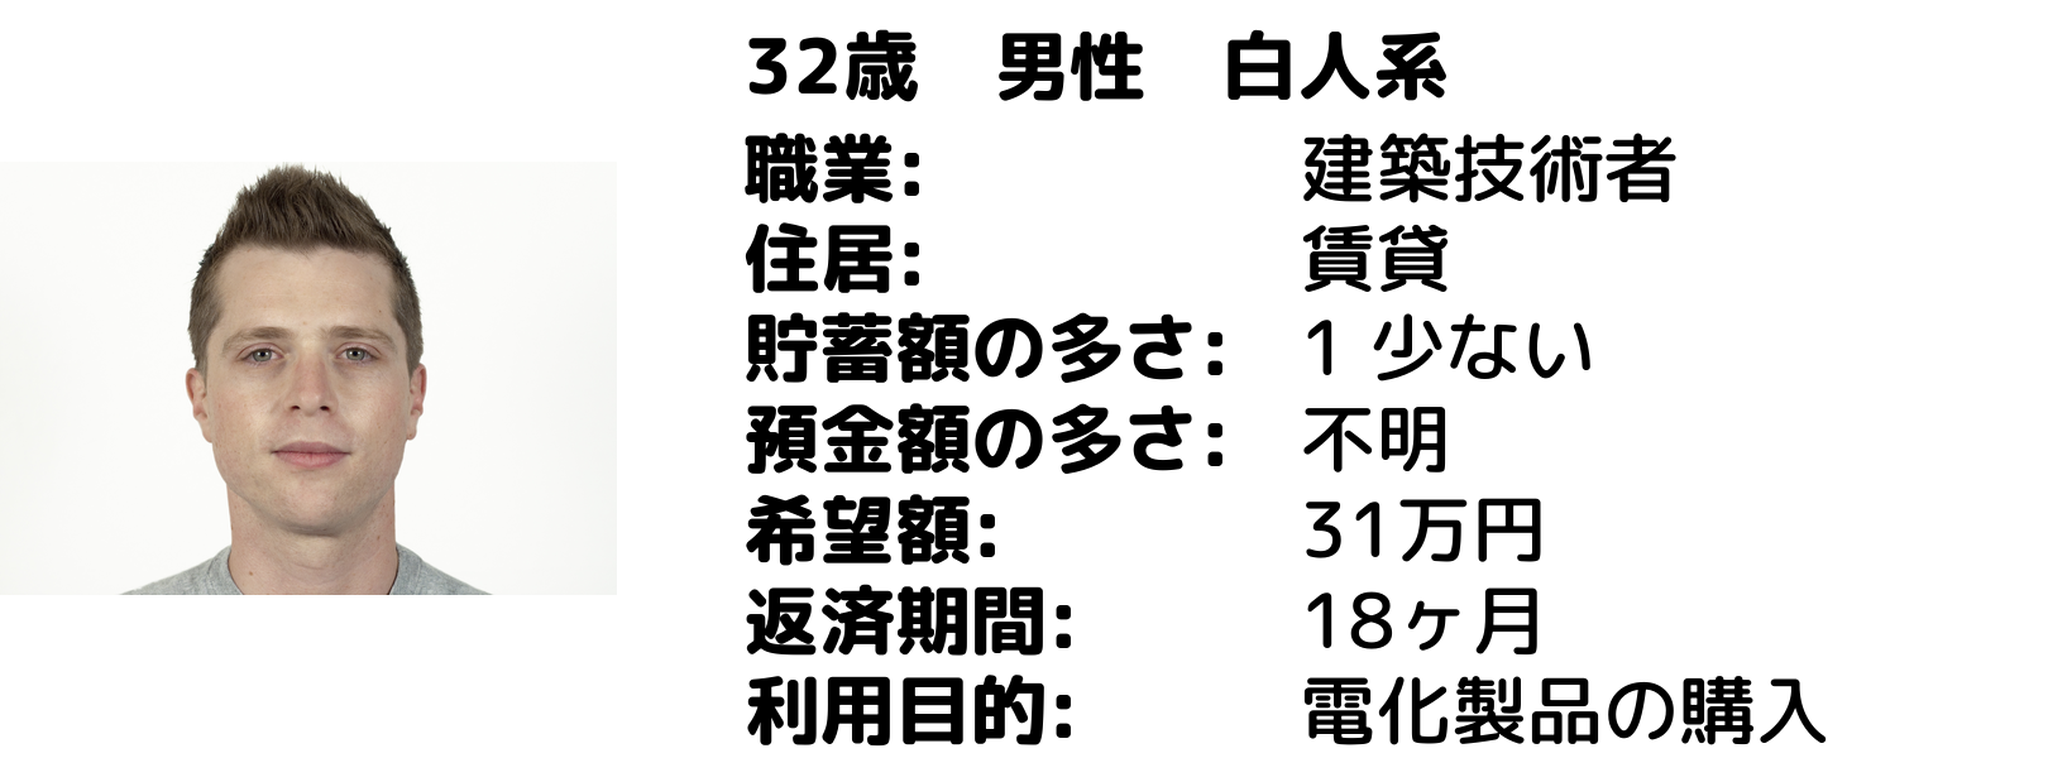 32歳　男性　白人系
職業: 建築技術者
住居: 賃貸
貯蓄額の多さ: 1 少ない
預金額の多さ: 不明
希望額: 31万円
返済期間: 18ヶ月
利用目的: 電化製品の購入